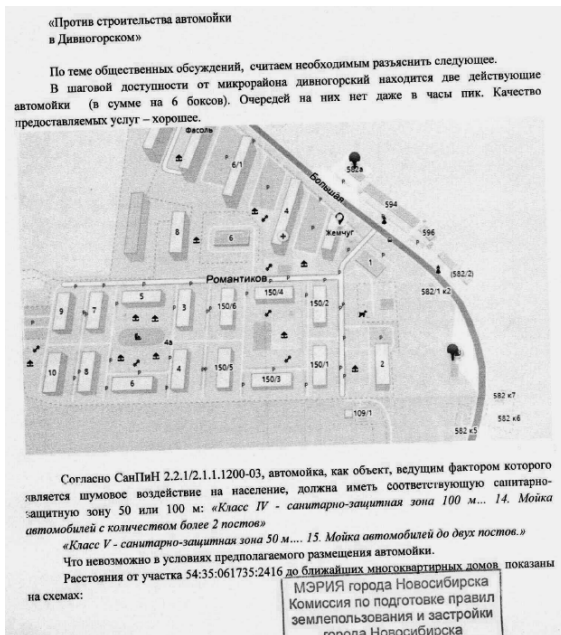 «Против строительства автомойки
в Дивногорском»
По теме общественных обсуждений, считаем необходимым разъяснить следующее.
В шаговой доступности от микрорайона дивногорский находится две действующие
автомойки (в сумме на 6 боксов). Очередей на них нет даже в часы пик. Качество
предоставляемых услуг – хорошее.
Фасоль
6/1
Большая
582а
594
596
4
8
6
Жемчуг
1
(582/2)
582/1 к2
Романтиков
9
7
5
3
150/6
150/4
150/2
4а
10
8
6
4
150/5
150/3
150/1
2
109/1
582 к7
582 к6
582 к5
Согласно СанПиН 2.2.1/2.1.1.1200-03, автомойка, как объект, ведущим фактором которого
является шумовое воздействие на население, должна иметь соответствующую санитарно-
защитную зону 50 или 100 м: «Класс IV - санитарно-защитная зона 100 м… 14. Мойка
автомобилей с количеством более 2 постов»
«Класс V - санитарно-защитная зона 50 м…. 15. Мойка автомобилей до двух постов.»
Что невозможно в условиях предполагаемого размещения автомойки.
Расстояния от участка 54:35:061735:2416 до ближайших многоквартирных домов показаны
на схемах:
МЭРИЯ города Новосибирска
Комиссия по подготовке правил
землепользования и застройки
города Новосибирска